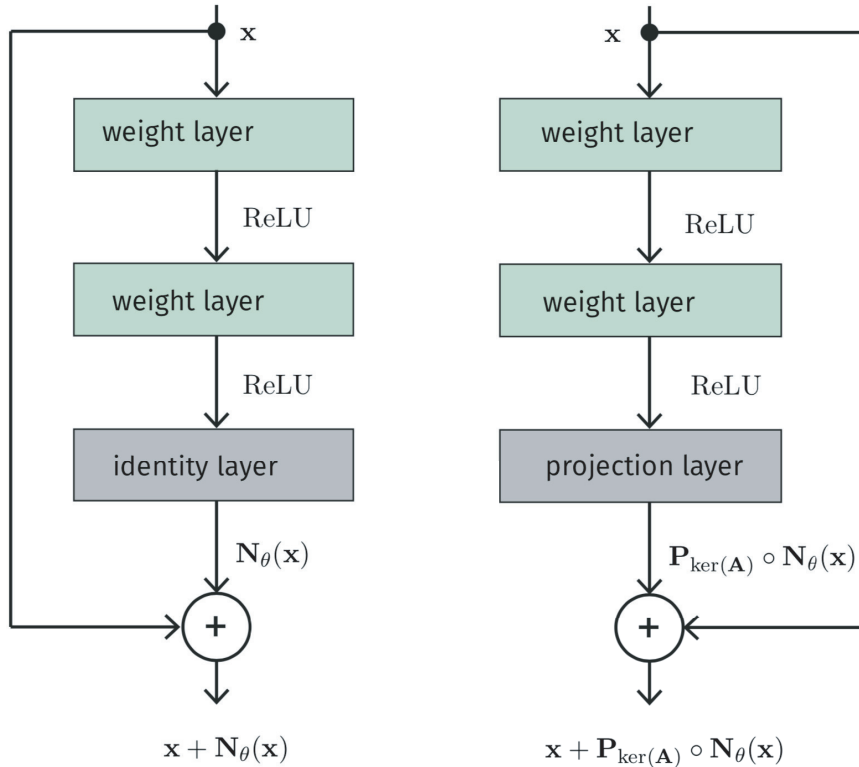 x
weight layer
ReLU
weight layer
ReLU
identity layer
N_θ(x)
+
x + N_θ(x)
x
weight layer
ReLU
weight layer
ReLU
projection layer
P_ker(A) ∘ N_θ(x)
+
x + P_ker(A) ∘ N_θ(x)